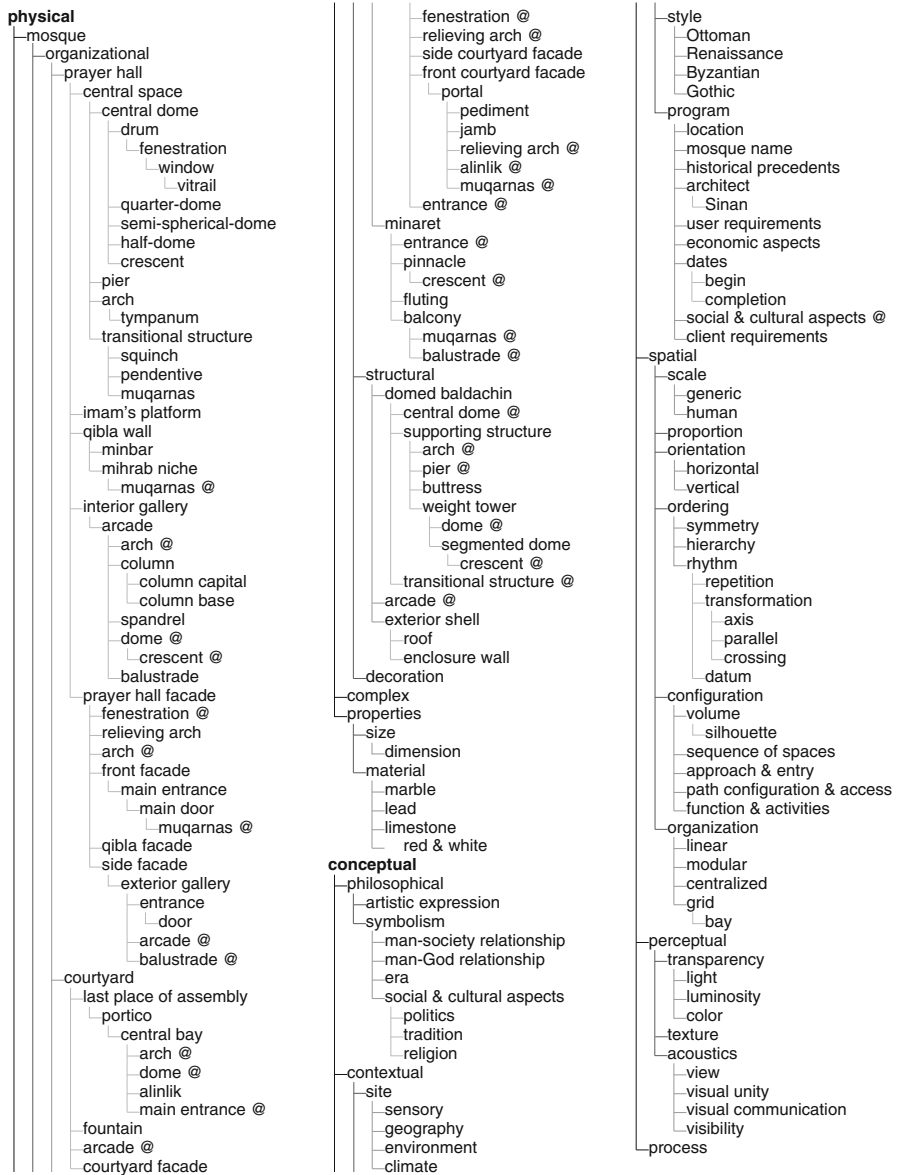 physical
mosque
organizational
prayer hall
central space
central dome
drum
fenestration
window
vitrail
quarter-dome
semi-spherical-dome
half-dome
crescent
pier
arch
tympanum
transitional structure
squinch
pendentive
muqarnas
imam's platform
qibla wall
minbar
mihrab niche
muqarnas @
interior gallery
arcade
arch @
column
column capital
column base
spandrel
dome @
crescent @
balustrade
prayer hall facade
fenestration @
relieving arch
arch @
front facade
main entrance
main door
muqarnas @
qibla facade
side facade
exterior gallery
entrance
door
arcade @
balustrade @
courtyard
last place of assembly
portico
central bay
arch @
dome @
alinlik
main entrance @
fountain
arcade @
courtyard facade
fenestration @
relieving arch @
side courtyard facade
front courtyard facade
portal
pediment
jamb
relieving arch @
alinlik @
muqarnas @
entrance @
minaret
entrance @
pinnacle
crescent @
fluting
balcony
muqarnas @
balustrade @
structural
domed baldachin
central dome @
supporting structure
arch @
pier @
buttress
weight tower
dome @
segmented dome
crescent @
transitional structure @
arcade @
exterior shell
roof
enclosure wall
decoration
complex
properties
size
dimension
material
marble
lead
limestone
red & white
conceptual
philosophical
artistic expression
symbolism
man-society relationship
man-God relationship
era
social & cultural aspects
politics
tradition
religion
contextual
site
sensory
geography
environment
climate
style
Ottoman
Renaissance
Byzantian
Gothic
program
location
mosque name
historical precedents
architect
Sinan
user requirements
economic aspects
dates
begin
completion
social & cultural aspects @
client requirements
spatial
scale
generic
human
proportion
orientation
horizontal
vertical
ordering
symmetry
hierarchy
rhythm
repetition
transformation
axis
parallel
crossing
datum
configuration
volume
silhouette
sequence of spaces
approach & entry
path configuration & access
function & activities
organization
linear
modular
centralized
grid
bay
perceptual
transparency
light
luminosity
color
texture
acoustics
view
visual unity
visual communication
visibility
process